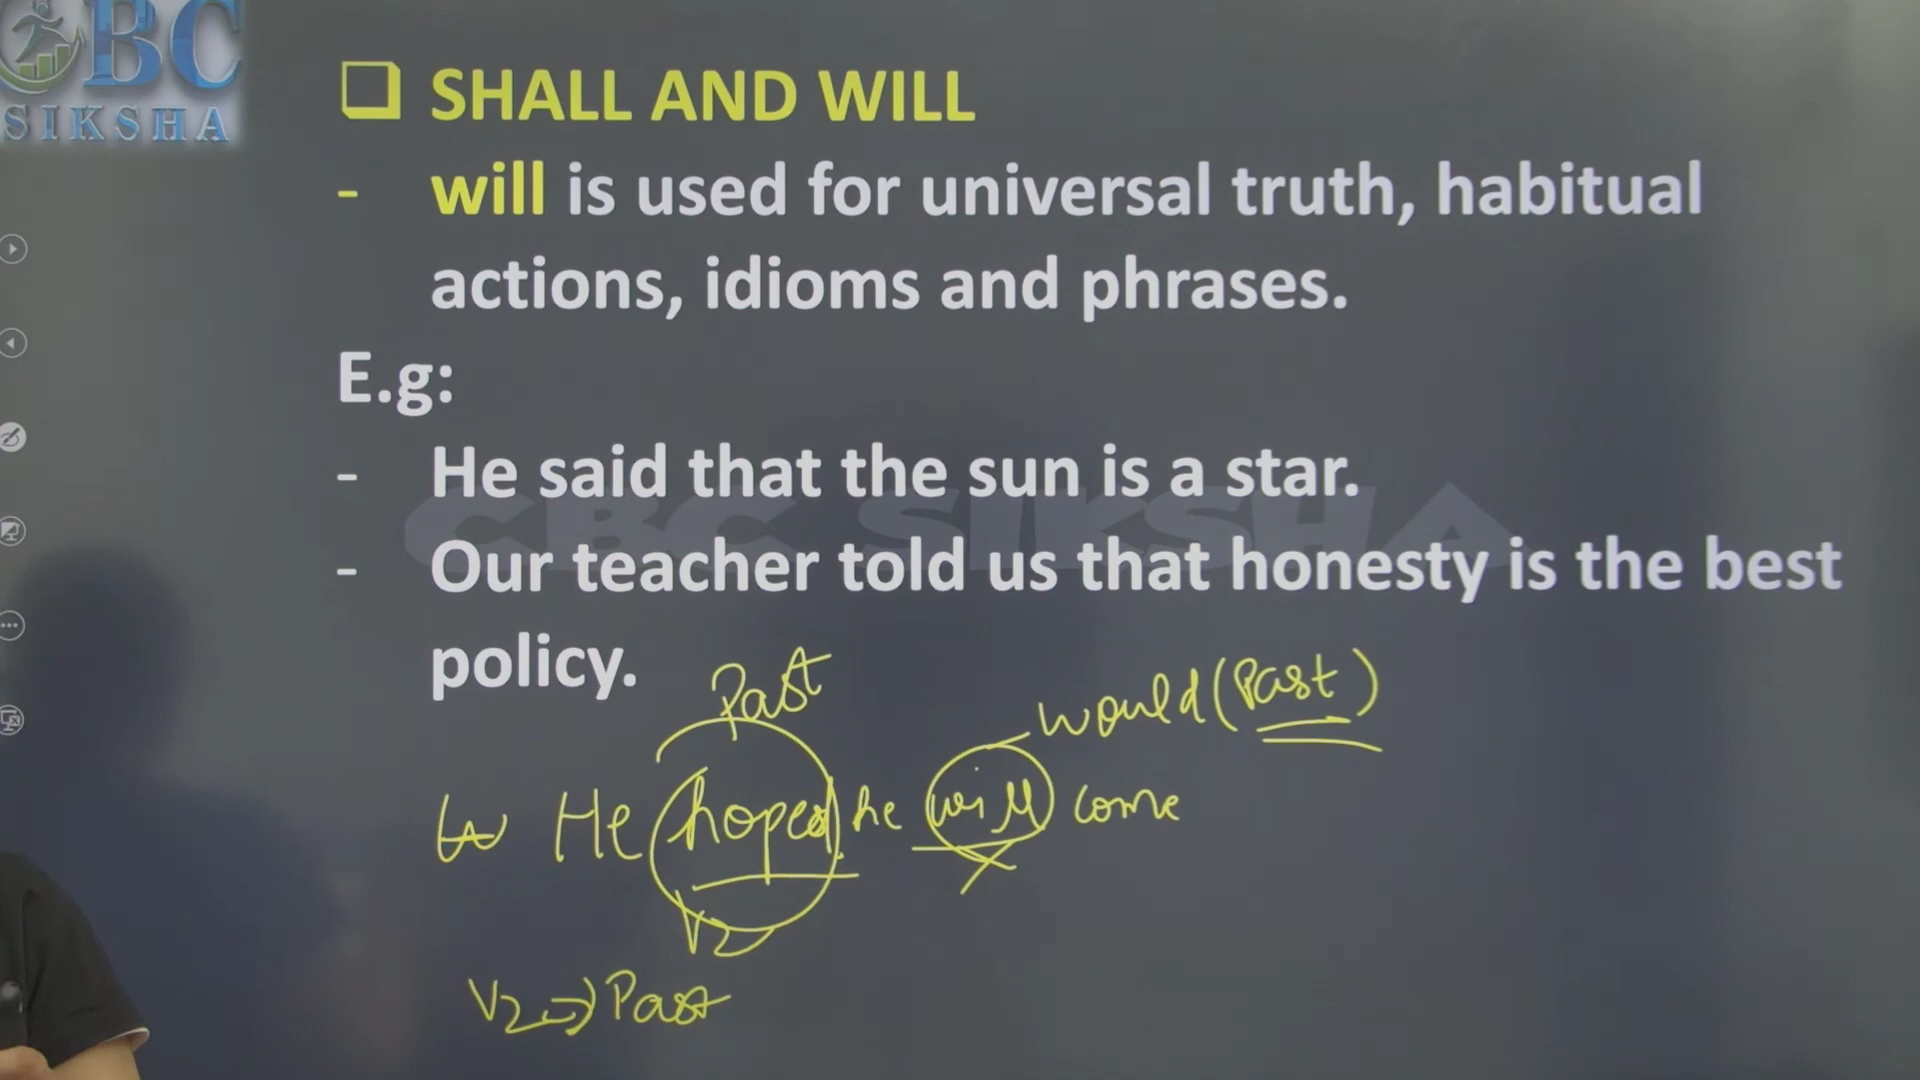 CBC
SIKSHA
SHALL AND WILL
- will is used for universal truth, habitual
actions, idioms and phrases.
E.g:
- He said that the sun is a star.
- Our teacher told us that honesty is the best
policy.
CBC SIKSHA
Past
would (Past)
He hoped he will come
V2
V2 => Past